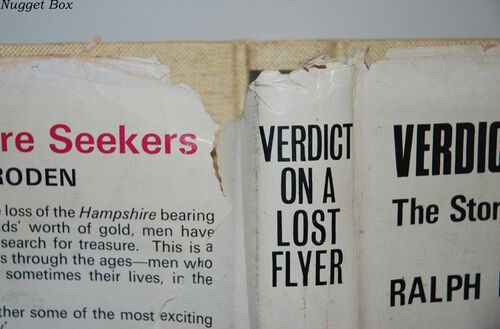 Nugget Box
re Seekers
RODEN
loss of the Hampshire bearing
worth of gold, men have
search for treasure. This is a
through the ages—men who
sometimes their lives, in the
some of the most exciting
VERDICT
ON A
LOST
FLYER
VERDIC
The Stor
RALPH